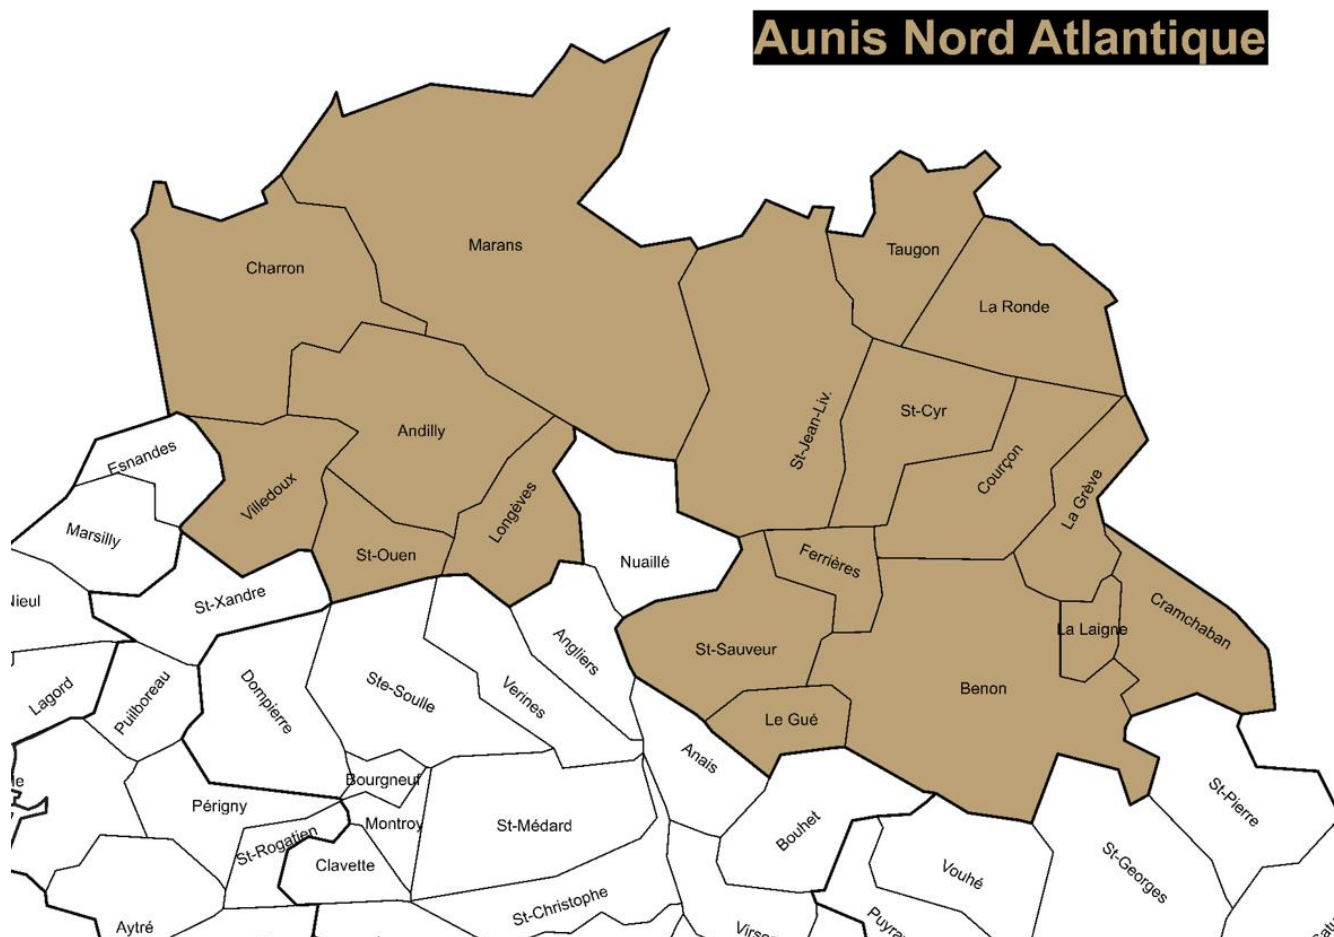 Aunis Nord Atlantique
Marans
Charron
Taugon
La Ronde
St-Jean-Liv.
St-Cyr
Andilly
Courçon
Esnandes
Villedoux
Longèves
La Grève
Marsilly
St-Ouen
Nuaillé
Ferrières
St-Xandre
Cramchaban
La Laigne
Angliers
St-Sauveur
Benon
Lagord
Puilboreau
Dompierre
Ste-Soulle
Verines
Le Gué
Anais
Bourgneuf
Périgny
Montroy
St-Médard
Bouhet
St-Pierre
St-Rogatien
Clavette
Vouhé
St-Georges
St-Christophe
Aytré